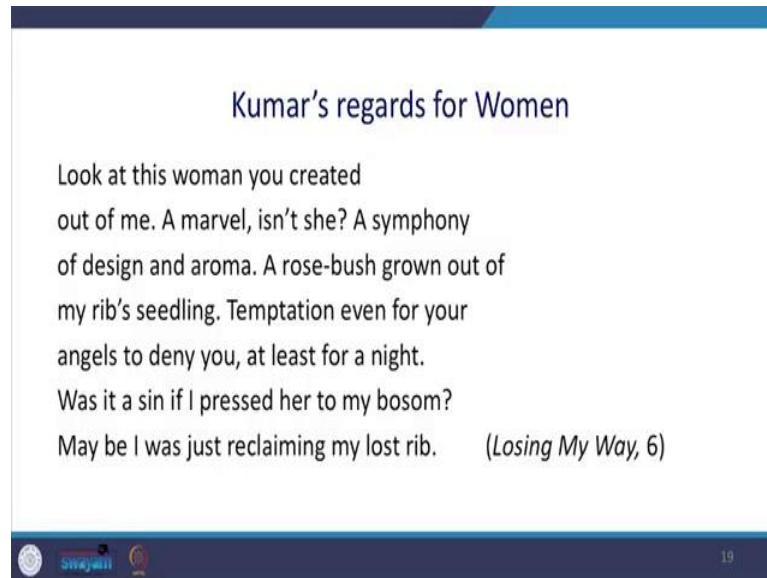 Kumar's regards for Women
Look at this woman you created
out of me. A marvel, isn't she? A symphony
of design and aroma. A rose-bush grown out of
my rib's seedling. Temptation even for your
angels to deny you, at least for a night.
Was it a sin if I pressed her to my bosom?
May be I was just reclaiming my lost rib. (Losing My Way, 6)
swayam
19